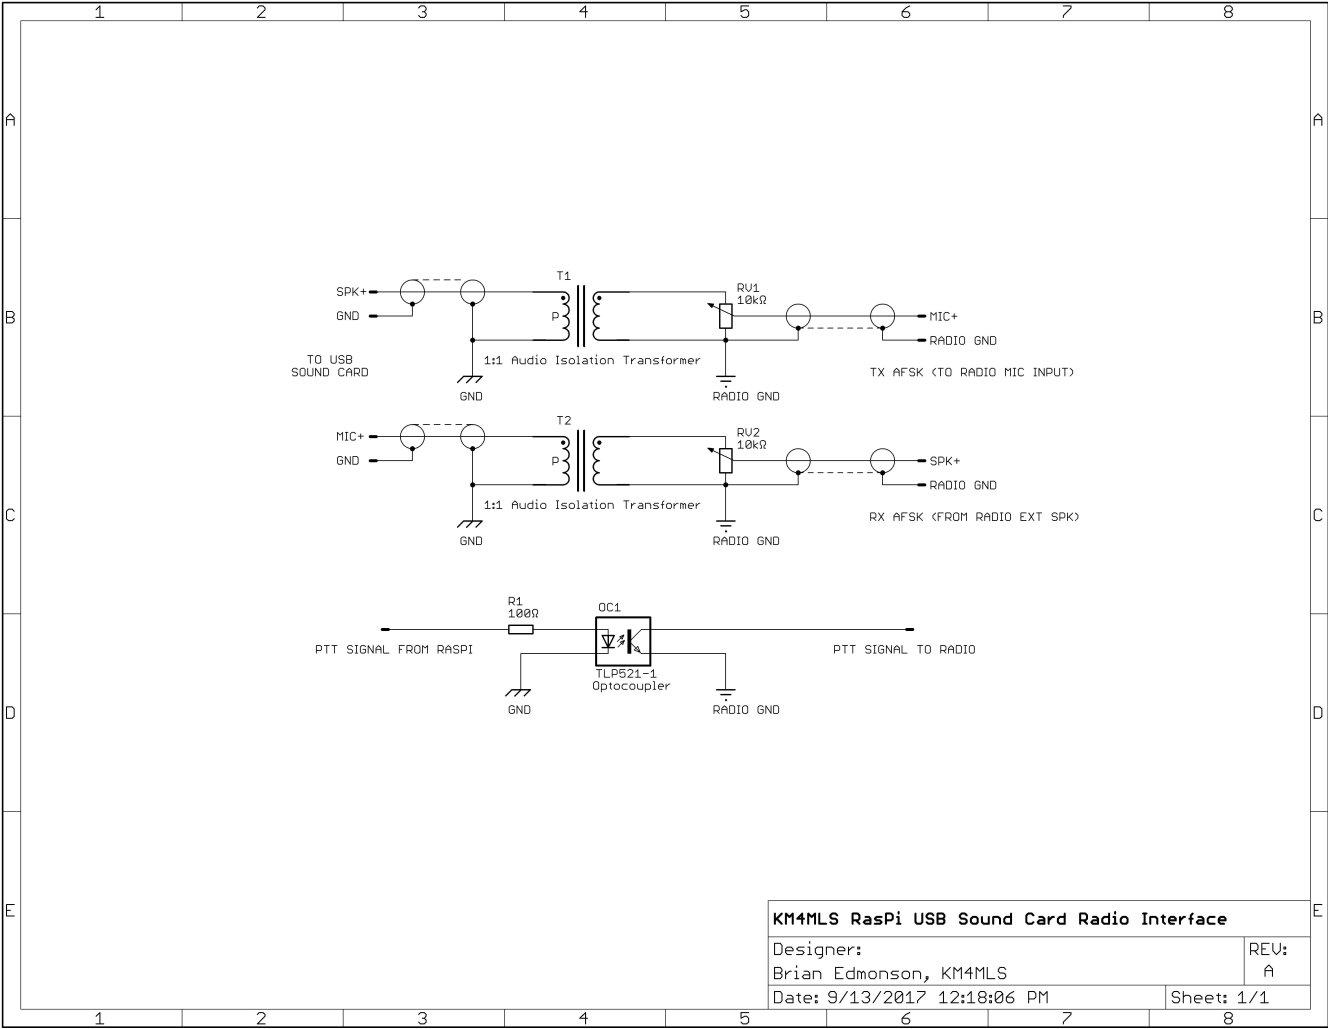 1 2 3 4 5 6 7 8
A A
T1
SPK+
RV1
10kΩ
B GND P MIC+ B
RADIO GND
TO USB
SOUND CARD
1:1 Audio Isolation Transformer
TX AFSK (TO RADIO MIC INPUT)
GND RADIO GND
T2
MIC+
RV2
10kΩ
GND P SPK+
RADIO GND
1:1 Audio Isolation Transformer
C RX AFSK (FROM RADIO EXT SPK) C
GND RADIO GND
R1
100Ω
OC1
PTT SIGNAL FROM RASPI PTT SIGNAL TO RADIO
TLP521-1
Optocoupler
GND RADIO GND
D D
E E
KM4MLS RasPi USB Sound Card Radio Interface
Designer: REV:
Brian Edmonson, KM4MLS A
Date: 9/13/2017 12:18:06 PM Sheet: 1/1
1 2 3 4 5 6 7 8